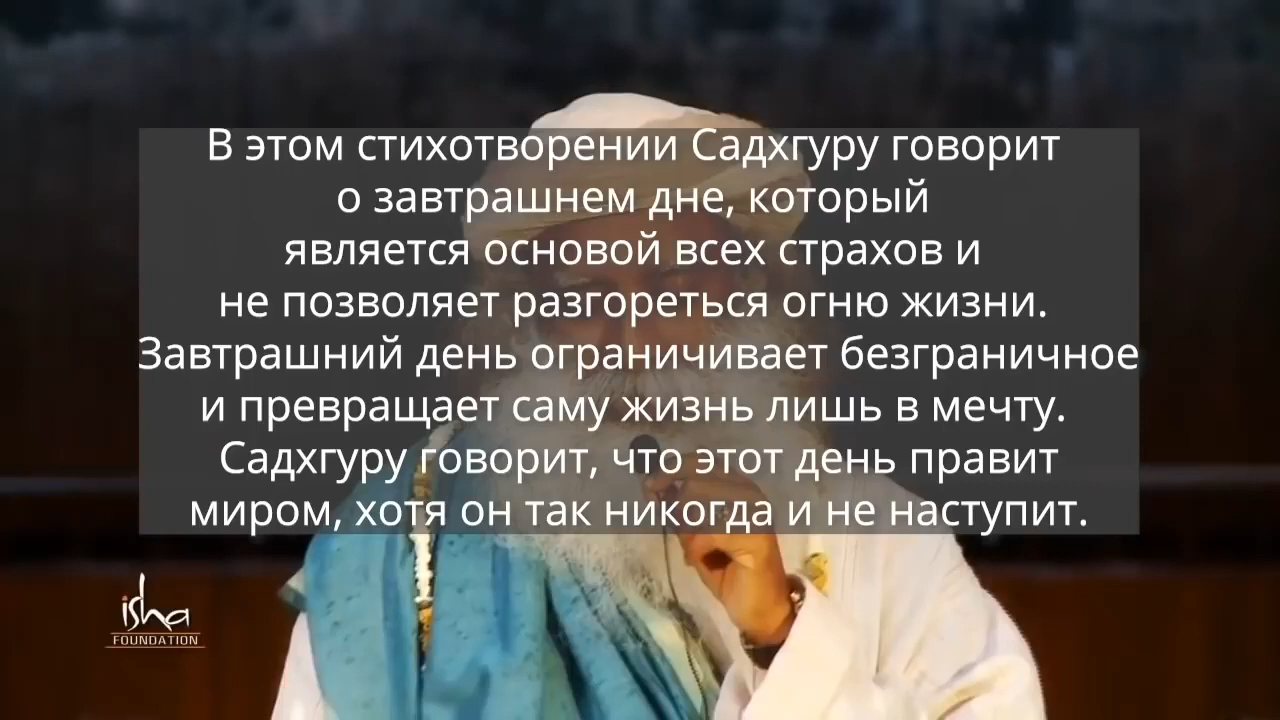 В этом стихотворении Садхгуру говорит
о завтрашнем дне, который
является основой всех страхов и
не позволяет разгореться огню жизни.
Завтрашний день ограничивает безграничное
и превращает саму жизнь лишь в мечту.
Садхгуру говорит, что этот день правит
миром, хотя он так никогда и не наступит.
isha
FOUNDATION